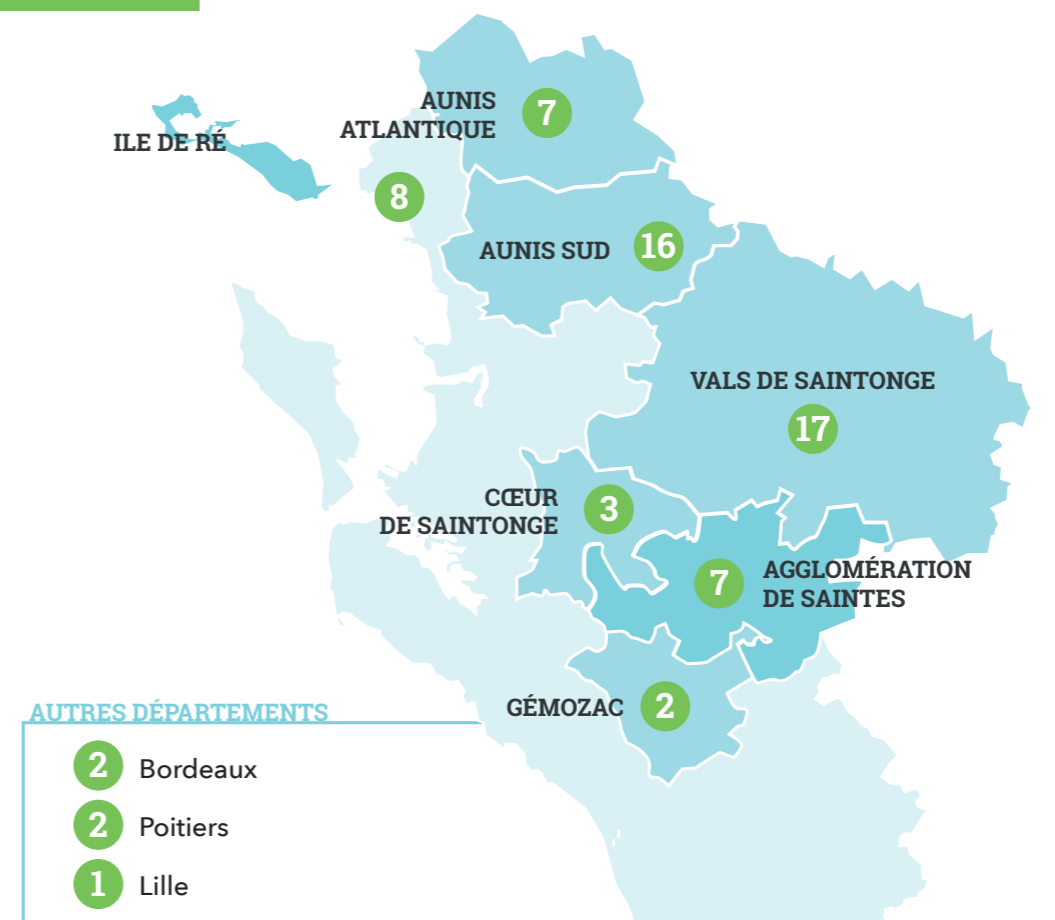 AUNIS
ATLANTIQUE
7
ILE DE RÉ
8
AUNIS SUD
16
VALS DE SAINTONGE
17
CŒUR
DE SAINTONGE
3
7
AGGLOMÉRATION
DE SAINTES
GÉMOZAC
2
AUTRES DÉPARTEMENTS
2 Bordeaux
2 Poitiers
1 Lille